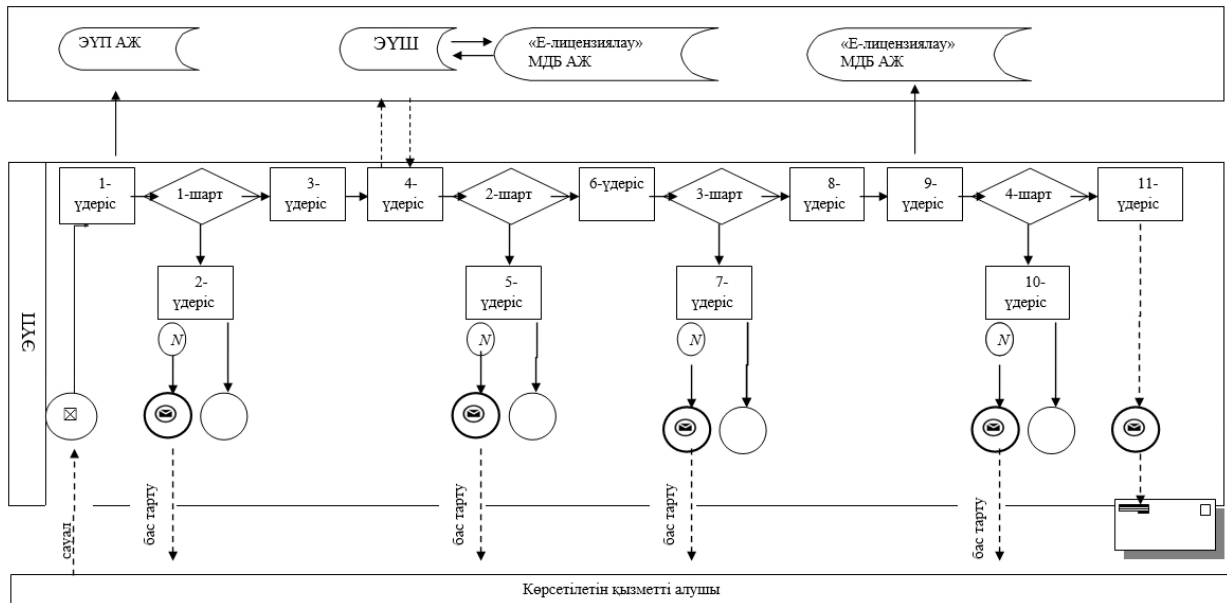 ЭҮП АЖ
ЭҮШ
«Е-лицензиялау»
МДБ АЖ
«Е-лицензиялау»
МДБ АЖ
ЭҮП
1-
үдеріс
1-шарт
3-
үдеріс
4-
үдеріс
2-шарт
6-үдеріс
3-шарт
8-
үдеріс
9-
үдеріс
4-шарт
11-
үдеріс
2-
үдеріс
5-
үдеріс
7-
үдеріс
10-
үдеріс
N
N
N
N
сауал
бас тарту
бас тарту
бас тарту
бас тарту
Көрсетілетін қызметті алушы